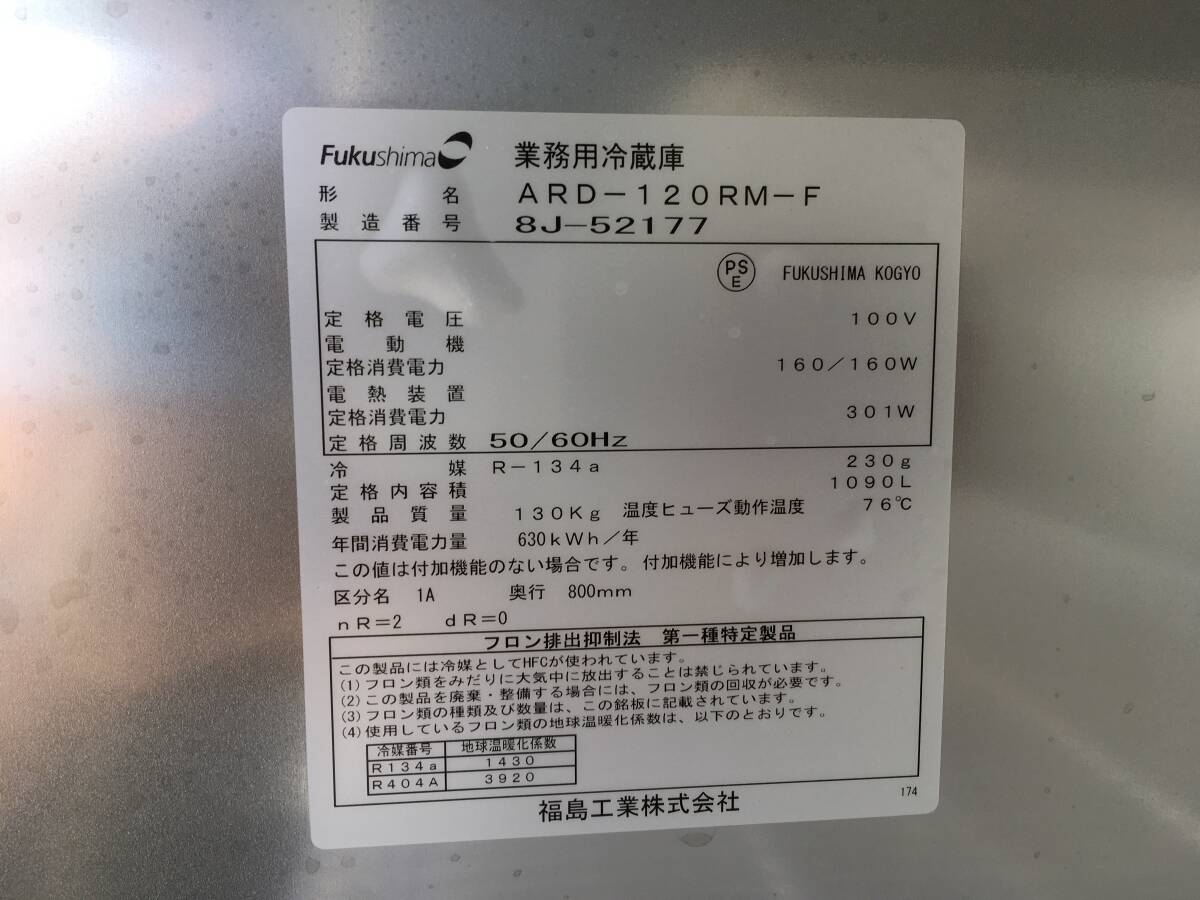 Fukushima 業務用冷蔵庫
形名 ARD-120RM-F
製造番号 8J-52177
PS E FUKUSHIMA KOGYO
定格電圧 100V
電動機
定格消費電力 160/160W
電熱装置
定格消費電力 301W
定格周波数 50/60Hz
冷媒 R-134a 230g
定格内容積 1090L
製品質量 130Kg 温度ヒューズ動作温度 76℃
年間消費電力量 630kWh/年
この値は付加機能のない場合です。付加機能により増加します。
区分名 1A 奥行 800mm
nR=2 dR=0
フロン排出抑制法 第一種特定製品
この製品には冷媒としてHFCが使われています。
(1)フロン類をみだりに大気中に放出することは禁じられています。
(2)この製品を廃棄・整備する場合には、フロン類の回収が必要です。
(3)フロン類の種類及び数量は、この銘板に記載されています。
(4)使用しているフロン類の地球温暖化係数は、以下のとおりです。
冷媒番号 地球温暖化係数
R134a 1430
R404A 3920
福島工業株式会社
174